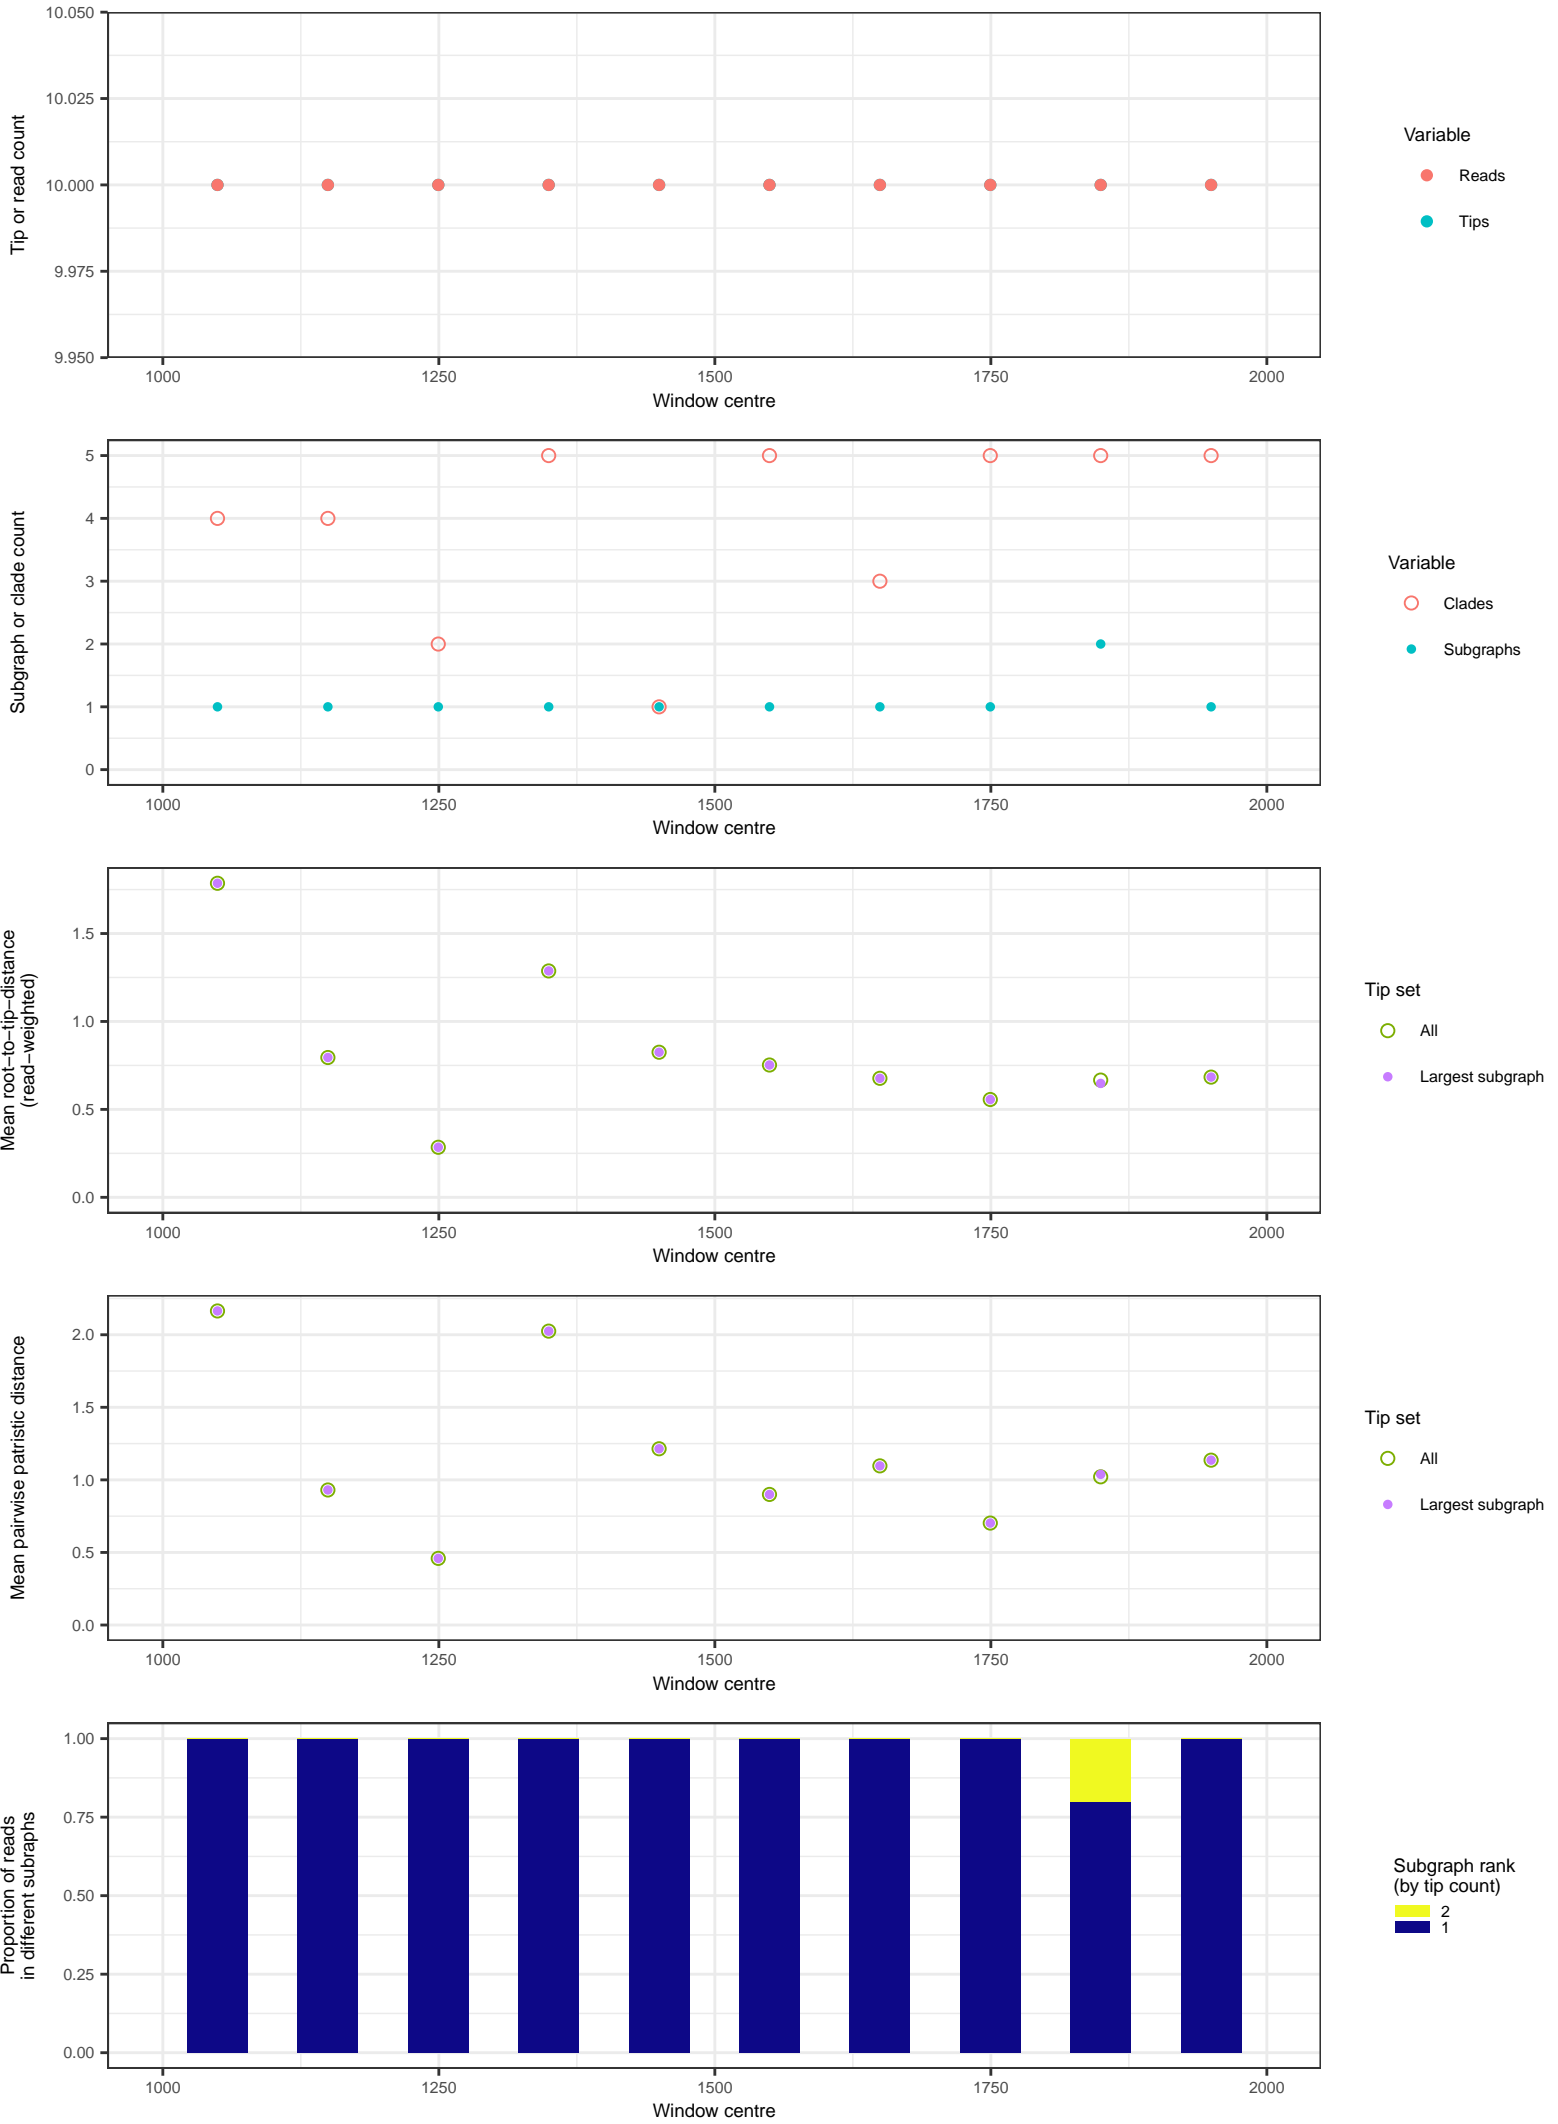 10.050
10.025
10.000
9.975
9.950
Tip or read count
1000 1250 1500 1750 2000
Window centre
Variable
Reads
Tips
5
4
3
2
1
0
Subgraph or clade count
1000 1250 1500 1750 2000
Window centre
Variable
Clades
Subgraphs
1.5
1.0
0.5
0.0
Mean root−to−tip−distance
(read−weighted)
1000 1250 1500 1750 2000
Window centre
Tip set
All
Largest subgraph
2.0
1.5
1.0
0.5
0.0
Mean pairwise patristic distance
1000 1250 1500 1750 2000
Window centre
Tip set
All
Largest subgraph
1.00
0.75
0.50
0.25
0.00
Proportion of reads
in different subraphs
1000 1250 1500 1750 2000
Window centre
Subgraph rank
(by tip count)
2
1